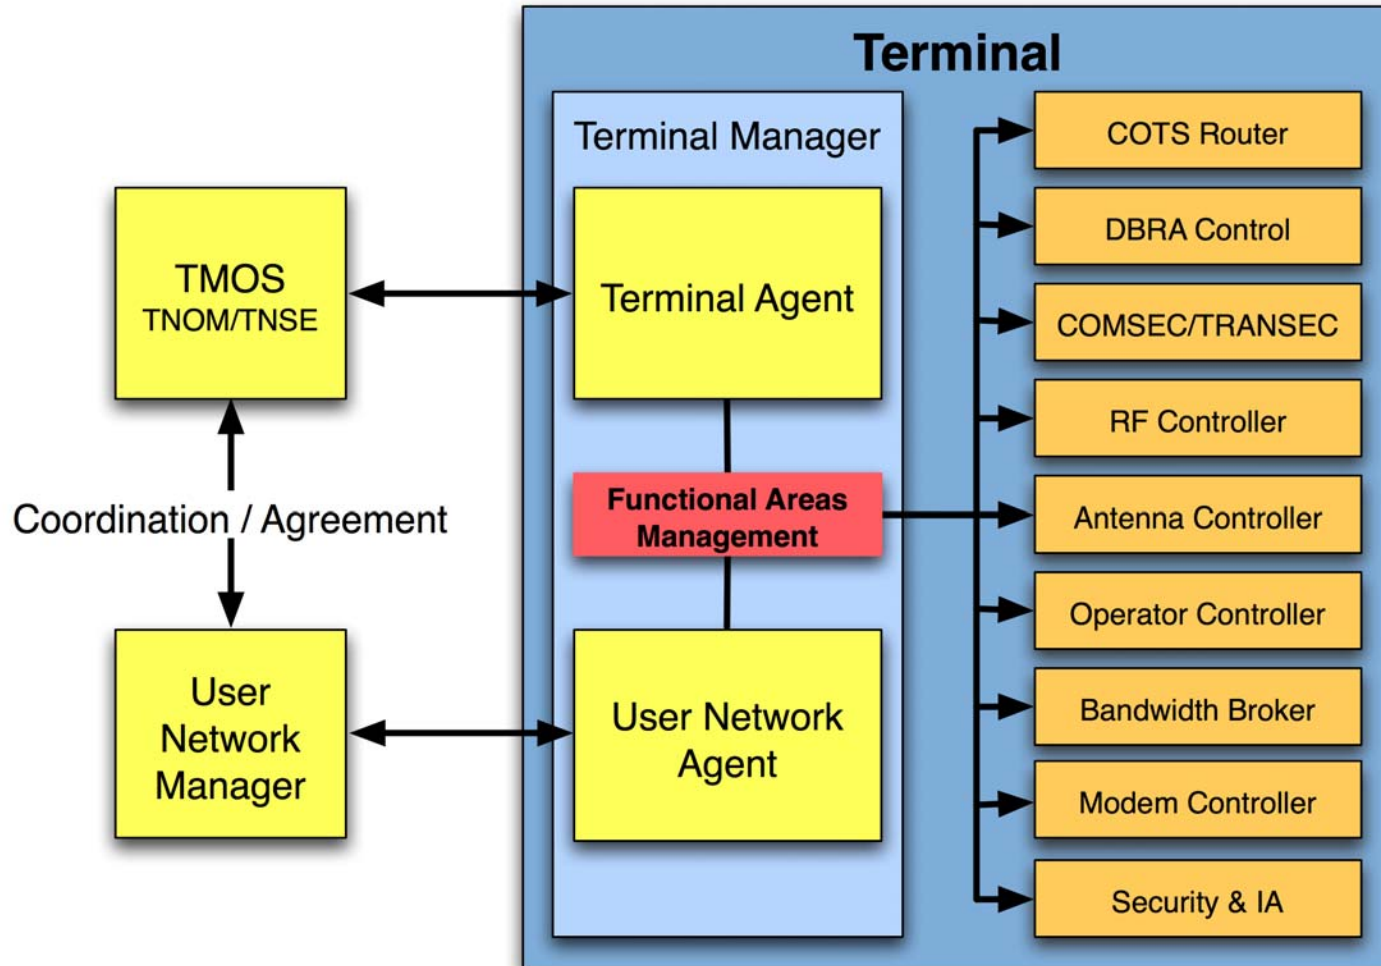 Terminal
Terminal Manager
TMOS
TNOM/TNSE
Terminal Agent
Coordination / Agreement
Functional Areas
Management
User
Network
Manager
User Network
Agent
COTS Router
DBRA Control
COMSEC/TRANSEC
RF Controller
Antenna Controller
Operator Controller
Bandwidth Broker
Modem Controller
Security & IA